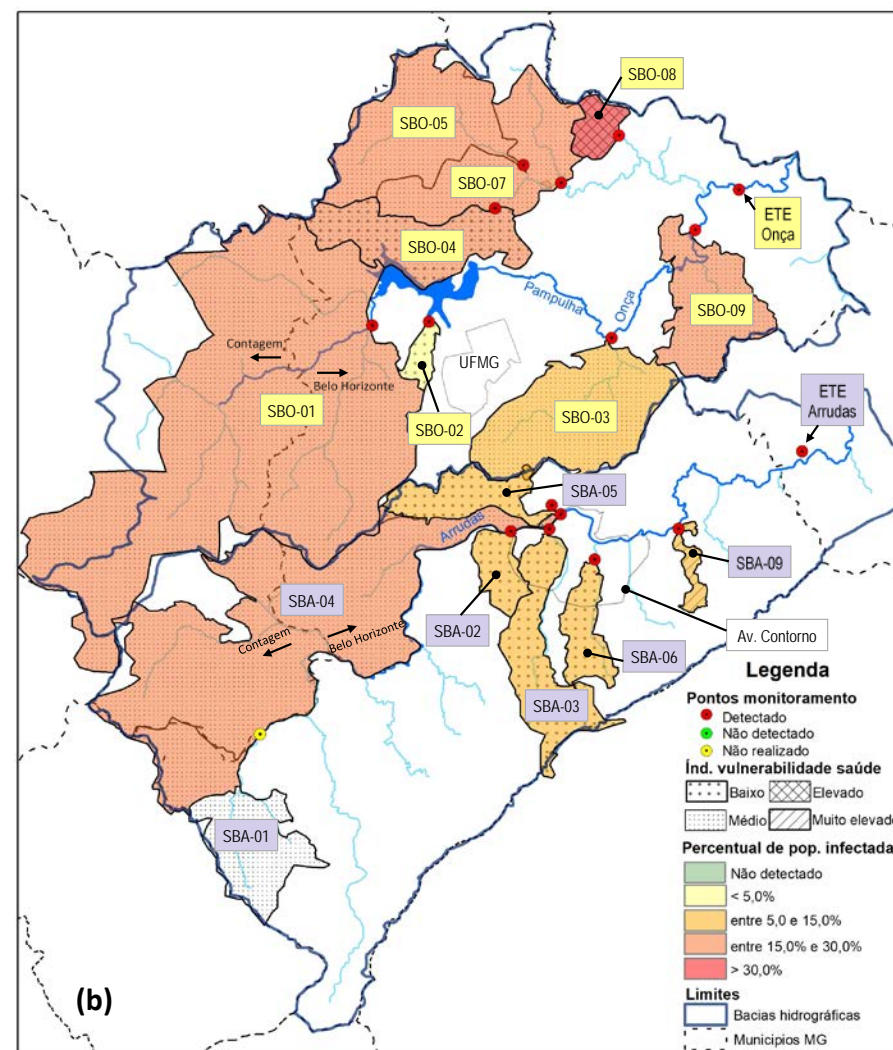 SBO-08
SBO-05
SBO-07
ETE
Onça
SBO-04
Pampulha
Onça
SBO-09
Contagem
UFMG
Belo Horizonte
SBO-01
SBO-02
SBO-03
ETE
Arrudas
SBA-05
Arrudas
SBA-09
SBA-04
Contagem
Belo Horizonte
SBA-02
Av. Contorno
SBA-06
SBA-03
SBA-01
(b)
Legenda
Pontos monitoramento
Detectado
Não detectado
Não realizado
Índ. vulnerabilidade saúde
Baixo
Elevado
Médio
Muito elevado
Percentual de pop. infectada
Não detectado
< 5,0%
entre 5,0 e 15,0%
entre 15,0% e 30,0%
> 30,0%
Limites
Bacias hidrográficas
Municipios MG